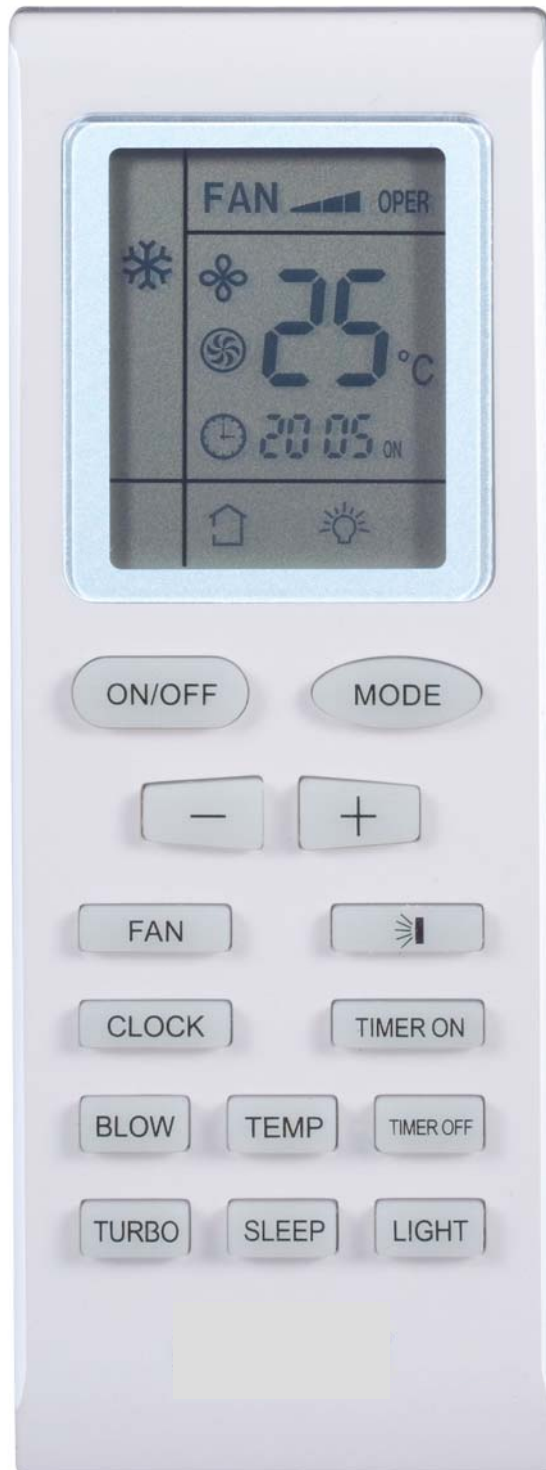 FAN OPER
25 °C
20 05 ON
ON/OFF MODE
− +
FAN
CLOCK TIMER ON
BLOW TEMP TIMER OFF
TURBO SLEEP LIGHT